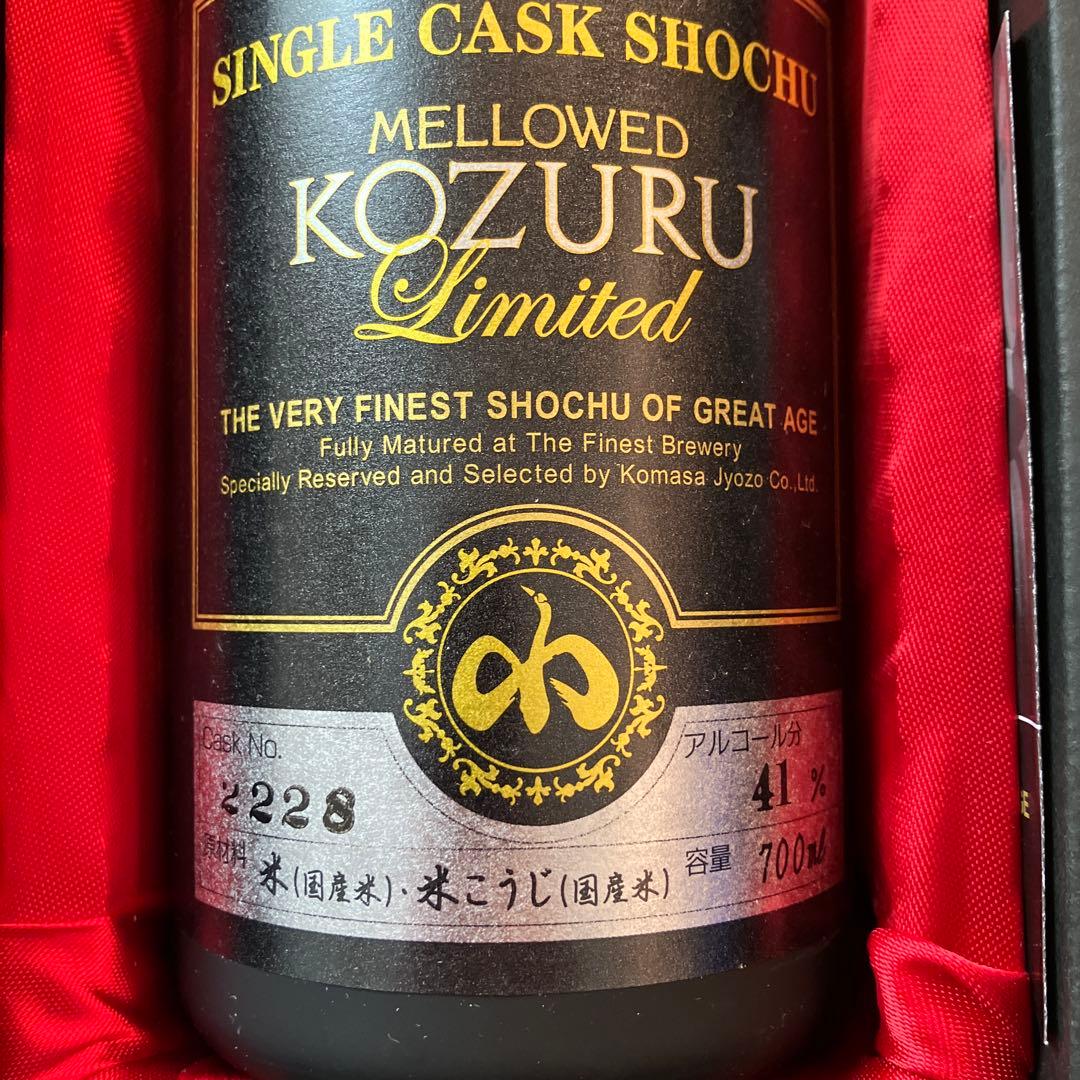 SINGLE CASK SHOCHU
MELLOWED
KOZURU
Limited
THE VERY FINEST SHOCHU OF GREAT AGE
Fully Matured at The Finest Brewery
Specially Reserved and Selected by Komasa Jyozo Co.,Ltd.
Cask No.
2228
アルコール分
41 %
原材料 米(国産米)・米こうじ(国産米)
容量 700ml